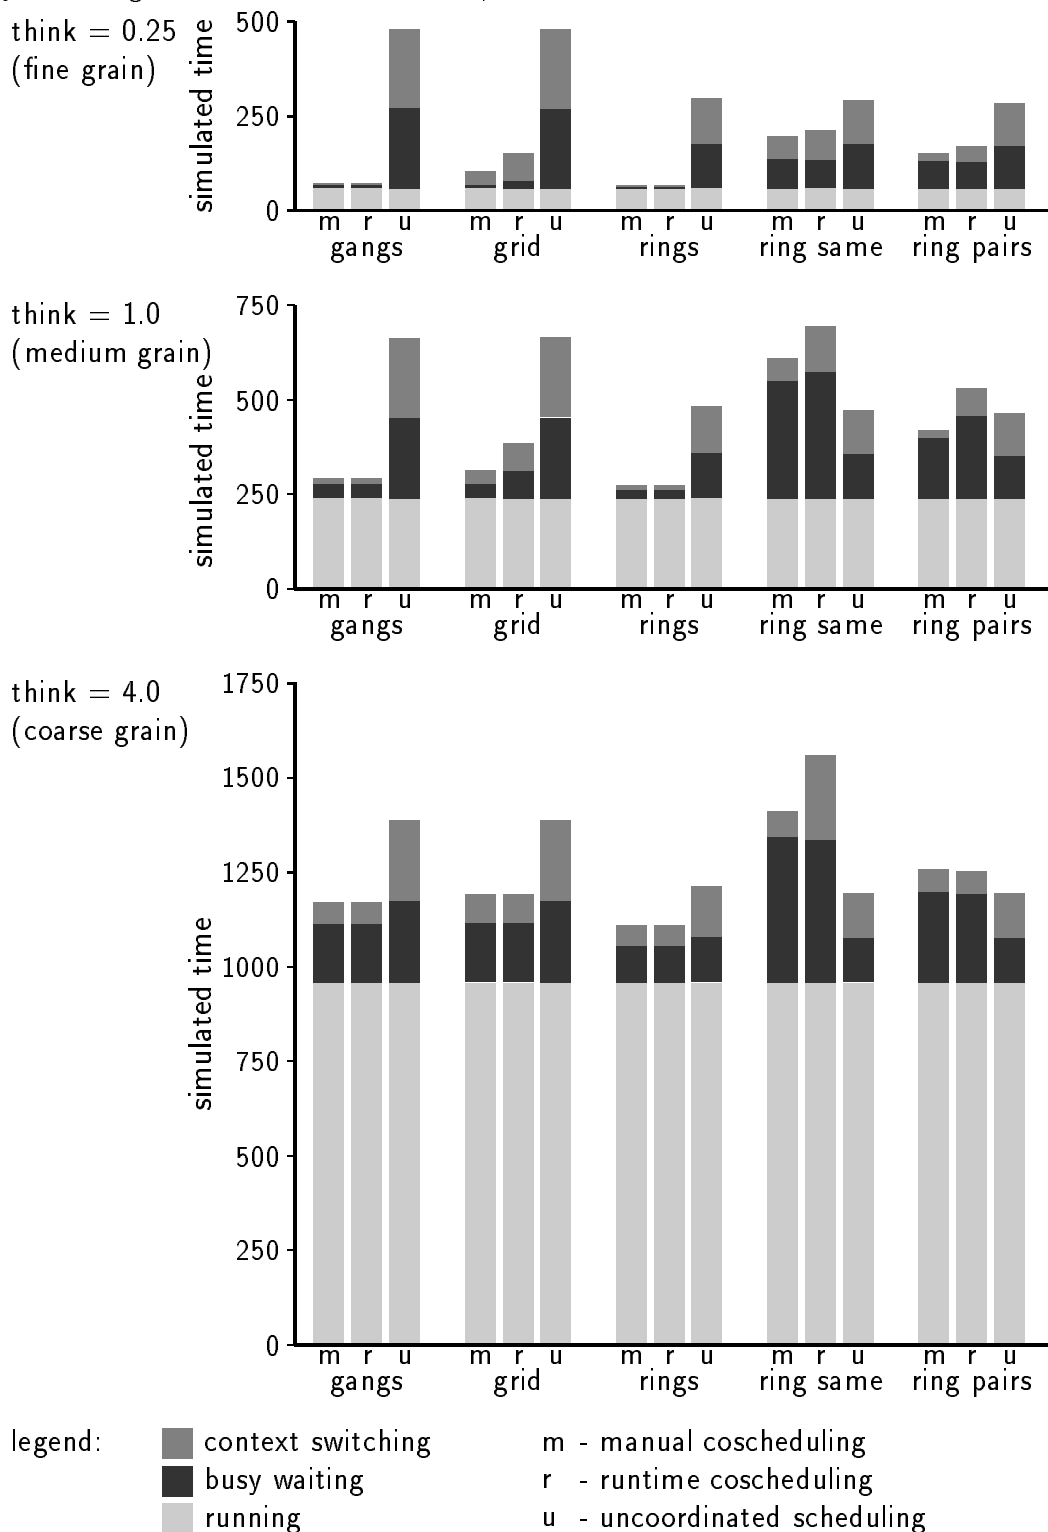 think = 0.25
(fine grain)
simulated time
500
250
0
m r u m r u m r u m r u m r u
gangs grid rings ring same ring pairs
think = 1.0
(medium grain)
simulated time
750
500
250
0
m r u m r u m r u m r u m r u
gangs grid rings ring same ring pairs
think = 4.0
(coarse grain)
simulated time
1750
1500
1250
1000
750
500
250
0
m r u m r u m r u m r u m r u
gangs grid rings ring same ring pairs
legend:
context switching
busy waiting
running
m - manual coscheduling
r - runtime coscheduling
u - uncoordinated scheduling